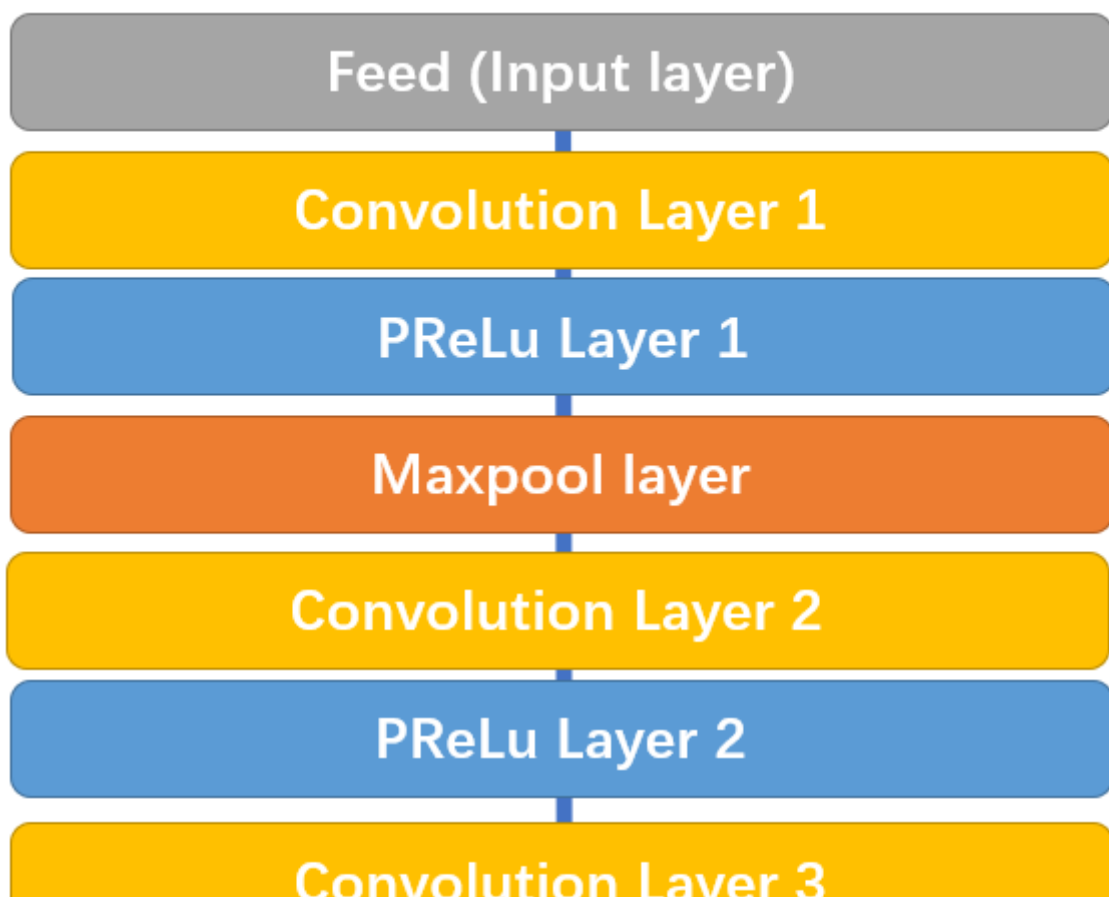 Feed (Input layer)
Convolution Layer 1
PReLu Layer 1
Maxpool layer
Convolution Layer 2
PReLu Layer 2
Convolution Layer 3